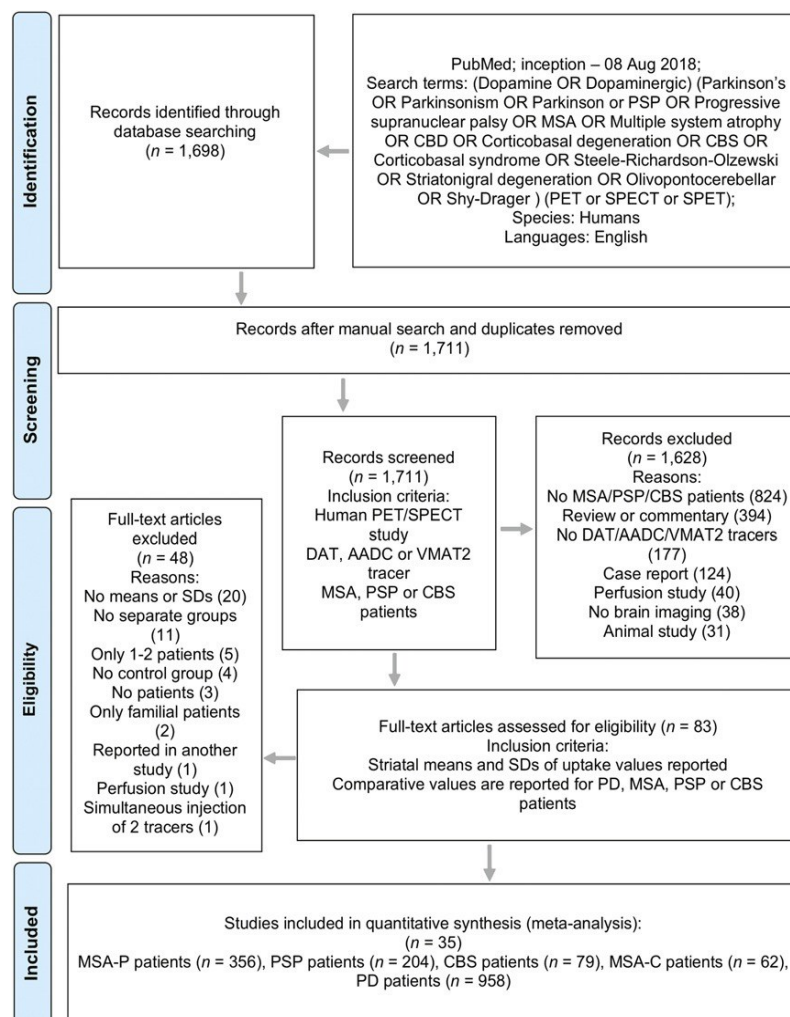 Identification
Records identified through
database searching
(n = 1,698)
PubMed; inception – 08 Aug 2018;
Search terms: (Dopamine OR Dopaminergic) (Parkinson's
OR Parkinsonism OR Parkinson or PSP OR Progressive
supranuclear palsy OR MSA OR Multiple system atrophy
OR CBD OR Corticobasal degeneration OR CBS OR
Corticobasal syndrome OR Steele-Richardson-Olzewski
OR Striatonigral degeneration OR Olivopontocerebellar
OR Shy-Drager ) (PET or SPECT or SPET);
Species: Humans
Languages: English
Screening
Records after manual search and duplicates removed
(n = 1,711)
Records screened
(n = 1,711)
Inclusion criteria:
Human PET/SPECT
study
DAT, AADC or VMAT2
tracer
MSA, PSP or CBS
patients
Records excluded
(n = 1,628)
Reasons:
No MSA/PSP/CBS patients (824)
Review or commentary (394)
No DAT/AADC/VMAT2 tracers
(177)
Case report (124)
Perfusion study (40)
No brain imaging (38)
Animal study (31)
Eligibility
Full-text articles
excluded
(n = 48)
Reasons:
No means or SDs (20)
No separate groups
(11)
Only 1-2 patients (5)
No control group (4)
No patients (3)
Only familial patients
(2)
Reported in another
study (1)
Perfusion study (1)
Simultaneous injection
of 2 tracers (1)
Full-text articles assessed for eligibility (n = 83)
Inclusion criteria:
Striatal means and SDs of uptake values reported
Comparative values are reported for PD, MSA, PSP or CBS
patients
Included
Studies included in quantitative synthesis (meta-analysis):
(n = 35)
MSA-P patients (n = 356), PSP patients (n = 204), CBS patients (n = 79), MSA-C patients (n = 62),
PD patients (n = 958)